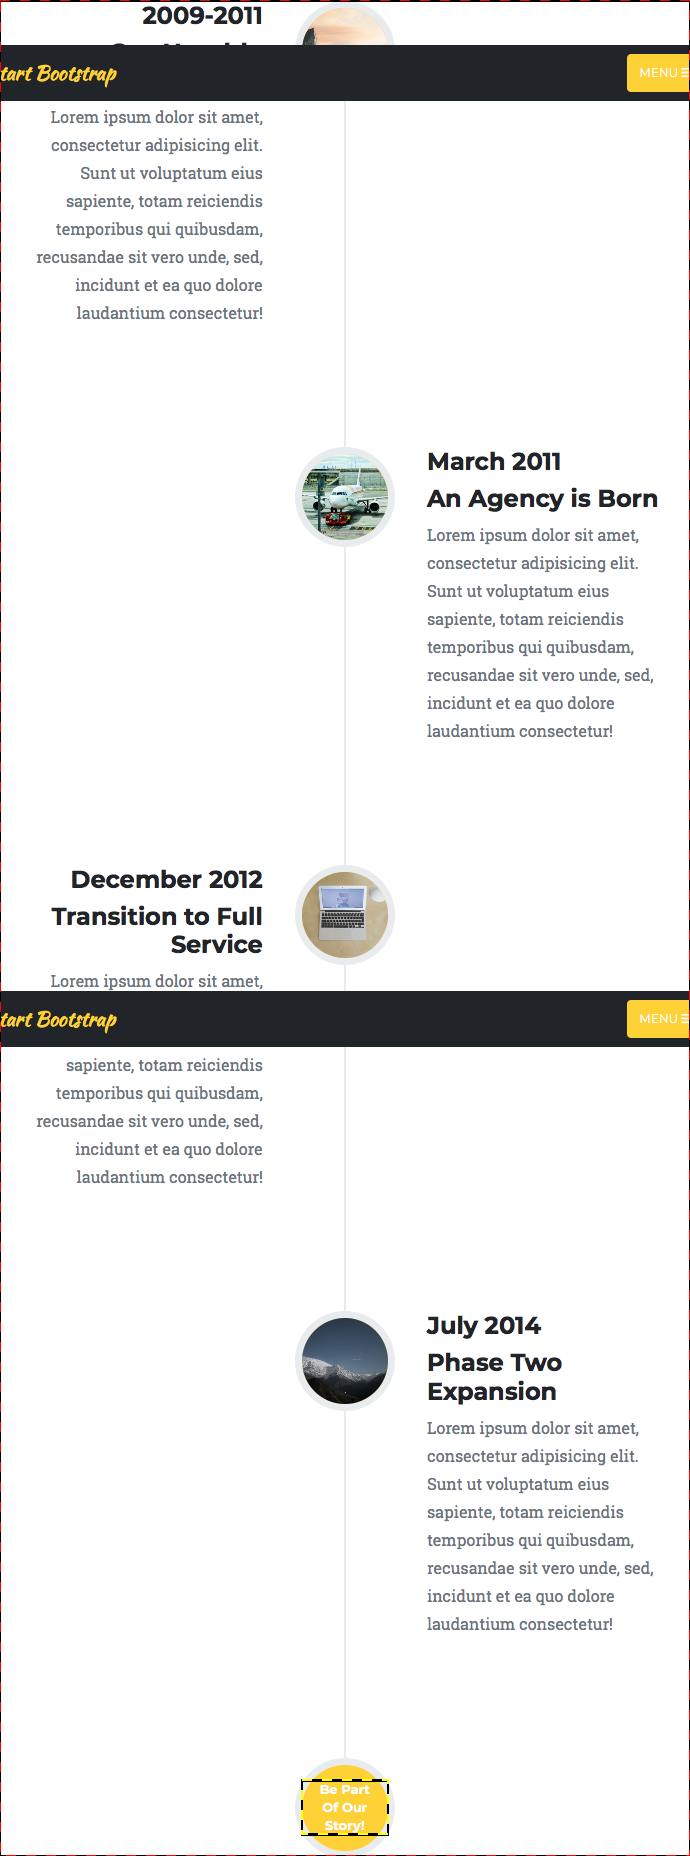 2009-2011
tart Bootstrap
MENU
Lorem ipsum dolor sit amet,
consectetur adipisicing elit.
Sunt ut voluptatum eius
sapiente, totam reiciendis
temporibus qui quibusdam,
recusandae sit vero unde, sed,
incidunt et ea quo dolore
laudantium consectetur!
March 2011
An Agency is Born
Lorem ipsum dolor sit amet,
consectetur adipisicing elit.
Sunt ut voluptatum eius
sapiente, totam reiciendis
temporibus qui quibusdam,
recusandae sit vero unde, sed,
incidunt et ea quo dolore
laudantium consectetur!
December 2012
Transition to Full
Service
Lorem ipsum dolor sit amet,
tart Bootstrap
MENU
sapiente, totam reiciendis
temporibus qui quibusdam,
recusandae sit vero unde, sed,
incidunt et ea quo dolore
laudantium consectetur!
July 2014
Phase Two
Expansion
Lorem ipsum dolor sit amet,
consectetur adipisicing elit.
Sunt ut voluptatum eius
sapiente, totam reiciendis
temporibus qui quibusdam,
recusandae sit vero unde, sed,
incidunt et ea quo dolore
laudantium consectetur!
Be Part
Of Our
Story!